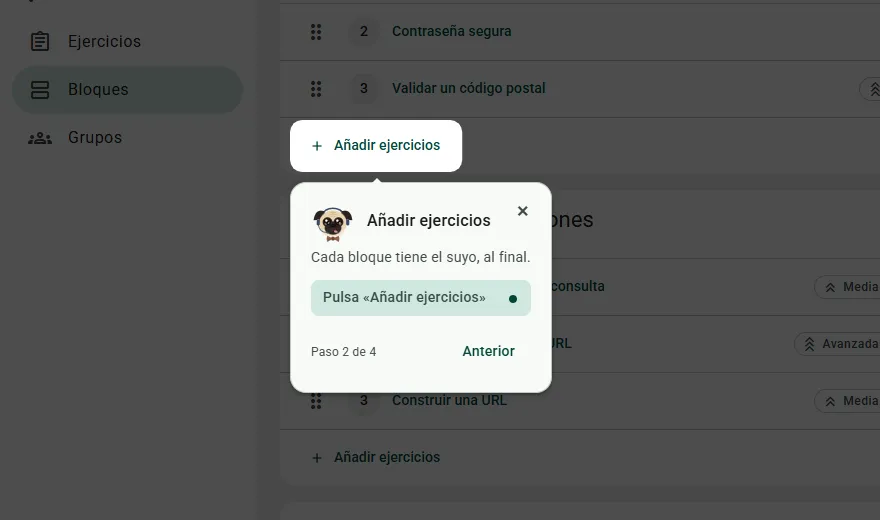 Ejercicios
Bloques
Grupos
2 Contraseña segura
3 Validar un código postal
+ Añadir ejercicios
Añadir ejercicios ×
Cada bloque tiene el suyo, al final.
Pulsa «Añadir ejercicios»
Paso 2 de 4 Anterior
consulta Media
URL Avanzada
3 Construir una URL Media
+ Añadir ejercicios